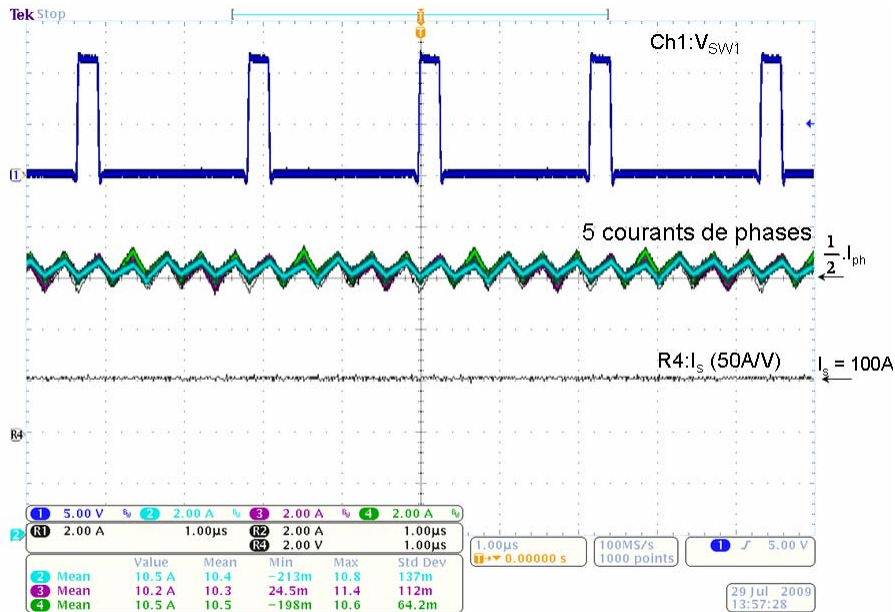 Tek Stop
T
T
Ch1:VSW1
1
5 courants de phases
1/2.Iph
R4:Is (50A/V)
Is = 100A
R4
2
1 5.00 V 2 2.00 A 3 2.00 A 4 2.00 A
R1 2.00 A 1.00µs R2 2.00 A 1.00µs
R4 2.00 V 1.00µs
1.00µs
T 0.00000 s
100MS/s
1000 points
1 5.00 V
Value Mean Min Max Std Dev
2 Mean 10.5 A 10.4 −213m 10.8 137m
3 Mean 10.2 A 10.3 24.5m 11.4 112m
4 Mean 10.5 A 10.5 −198m 10.6 64.2m
29 Jul 2009
13:57:28